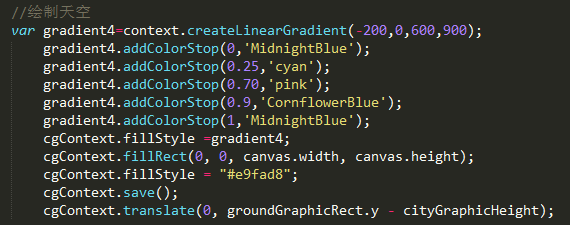 //绘制天空
var gradient4=context.createLinearGradient(-200,0,600,900);
gradient4.addColorStop(0,'MidnightBlue');
gradient4.addColorStop(0.25,'cyan');
gradient4.addColorStop(0.70,'pink');
gradient4.addColorStop(0.9,'CornflowerBlue');
gradient4.addColorStop(1,'MidnightBlue');
cgContext.fillStyle =gradient4;
cgContext.fillRect(0, 0, canvas.width, canvas.height);
cgContext.fillStyle = "#e9fad8";
cgContext.save();
cgContext.translate(0, groundGraphicRect.y - cityGraphicHeight);